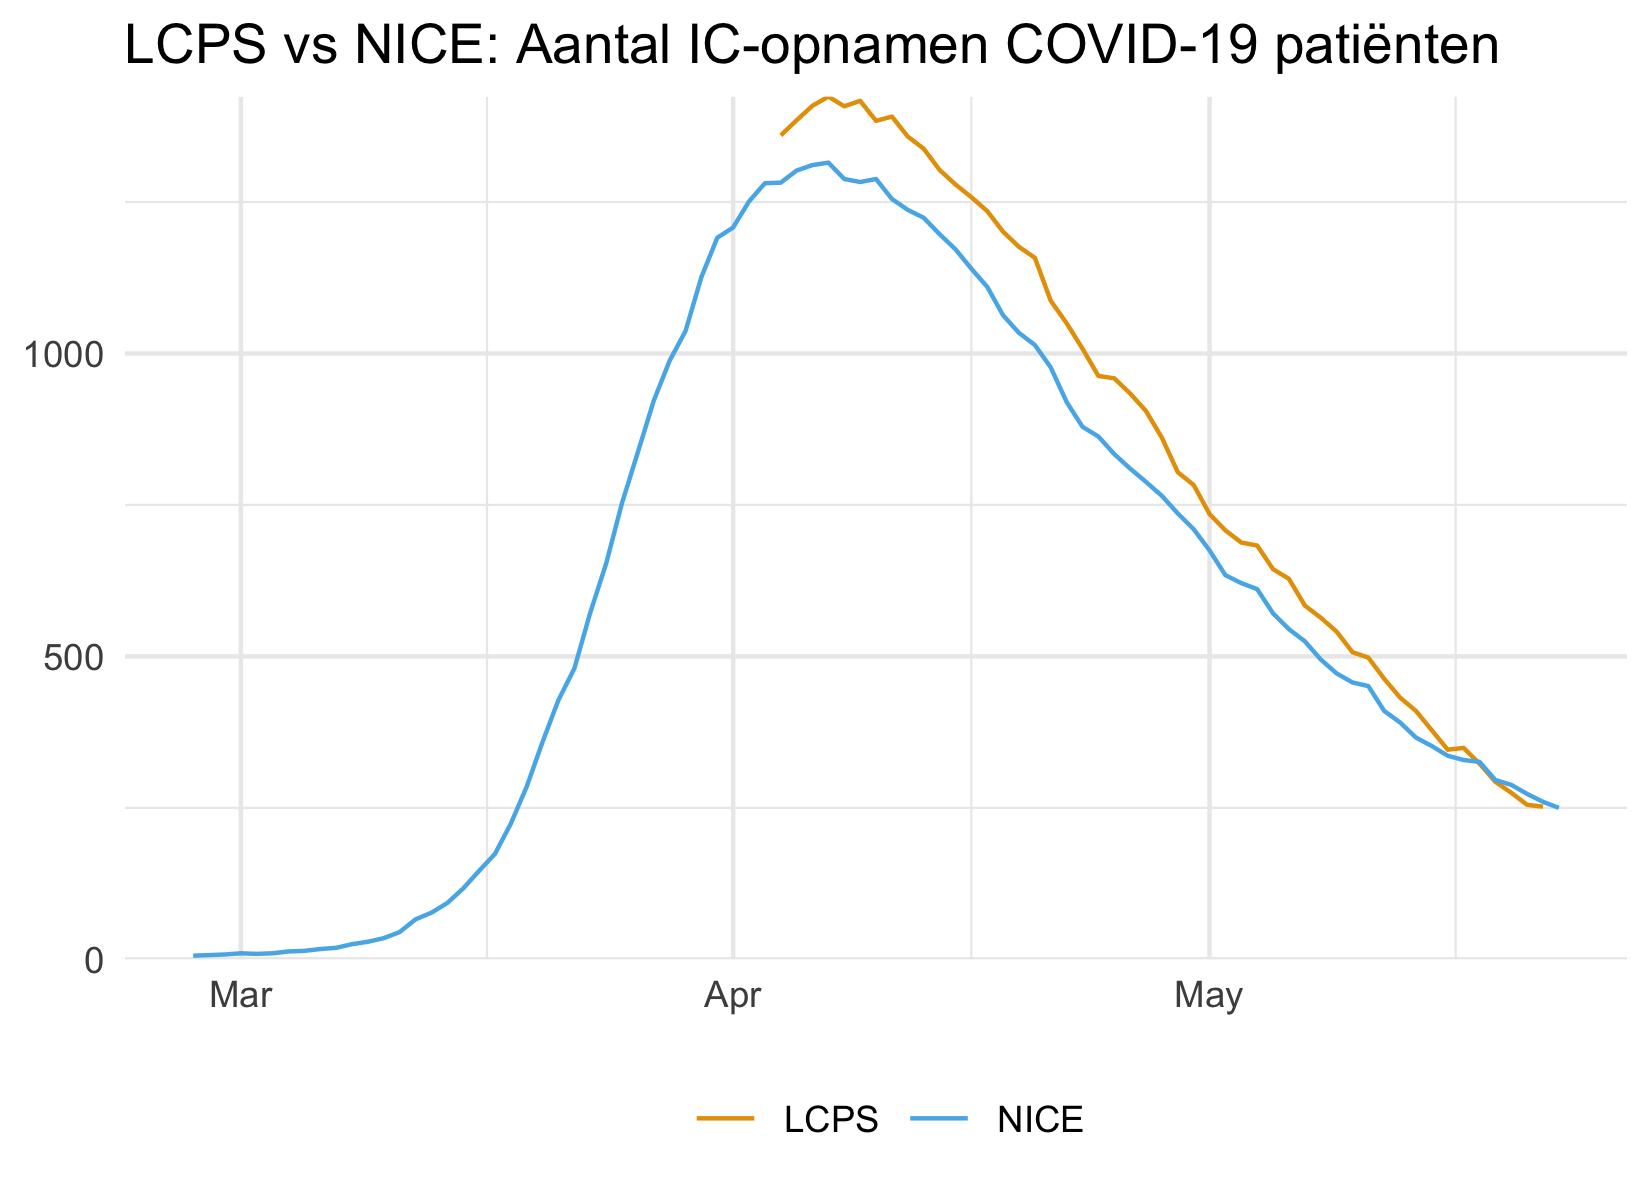 LCPS vs NICE: Aantal IC-opnamen COVID-19 patiënten
1000
500
0
Mar Apr May
LCPS NICE